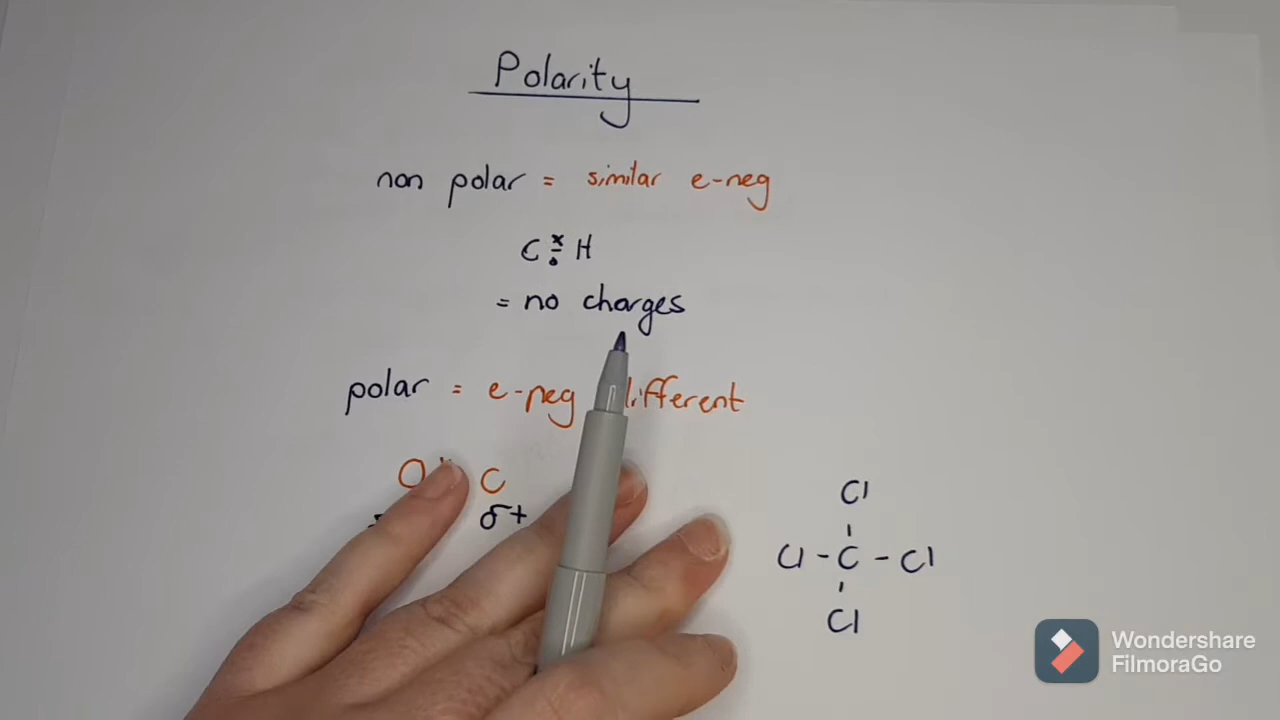 Polarity
non polar = similar e-neg
C H
= no charges
polar = e-neg
O C
δ+
Cl
Cl - C - Cl
Cl
Wondershare
FilmoraGo